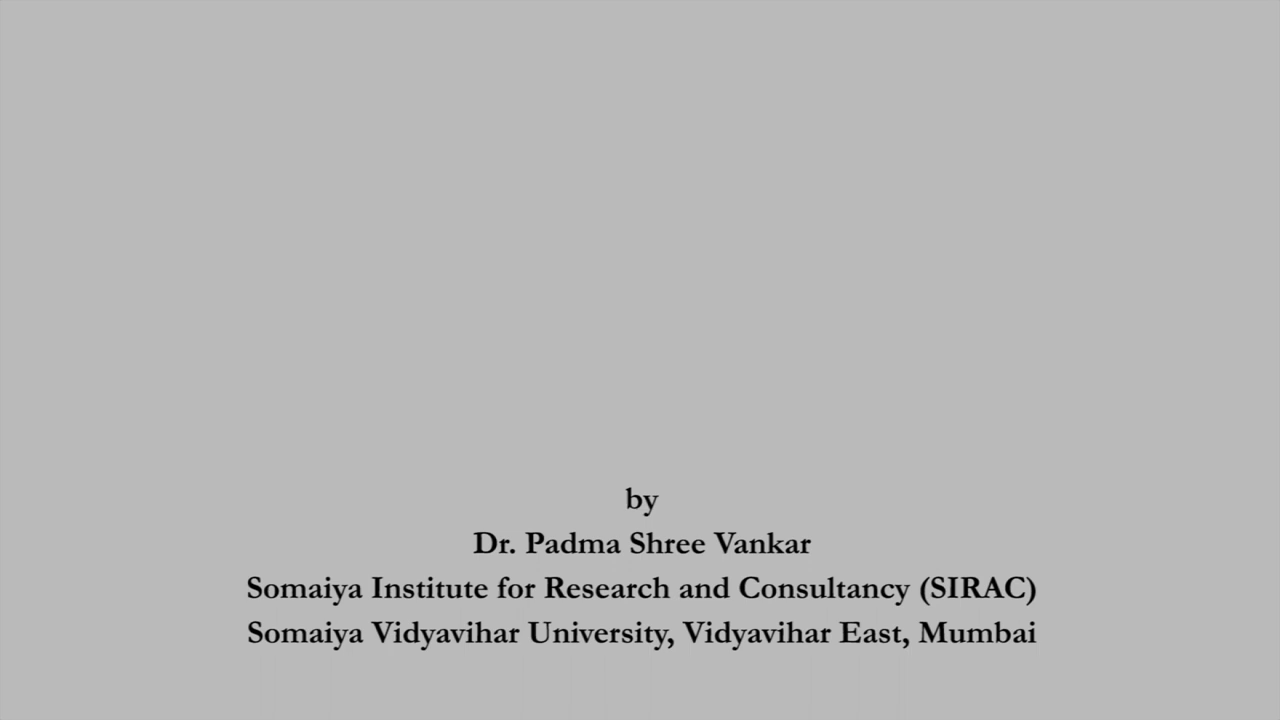 by
Dr. Padma Shree Vankar
Somaiya Institute for Research and Consultancy (SIRAC)
Somaiya Vidyavihar University, Vidyavihar East, Mumbai